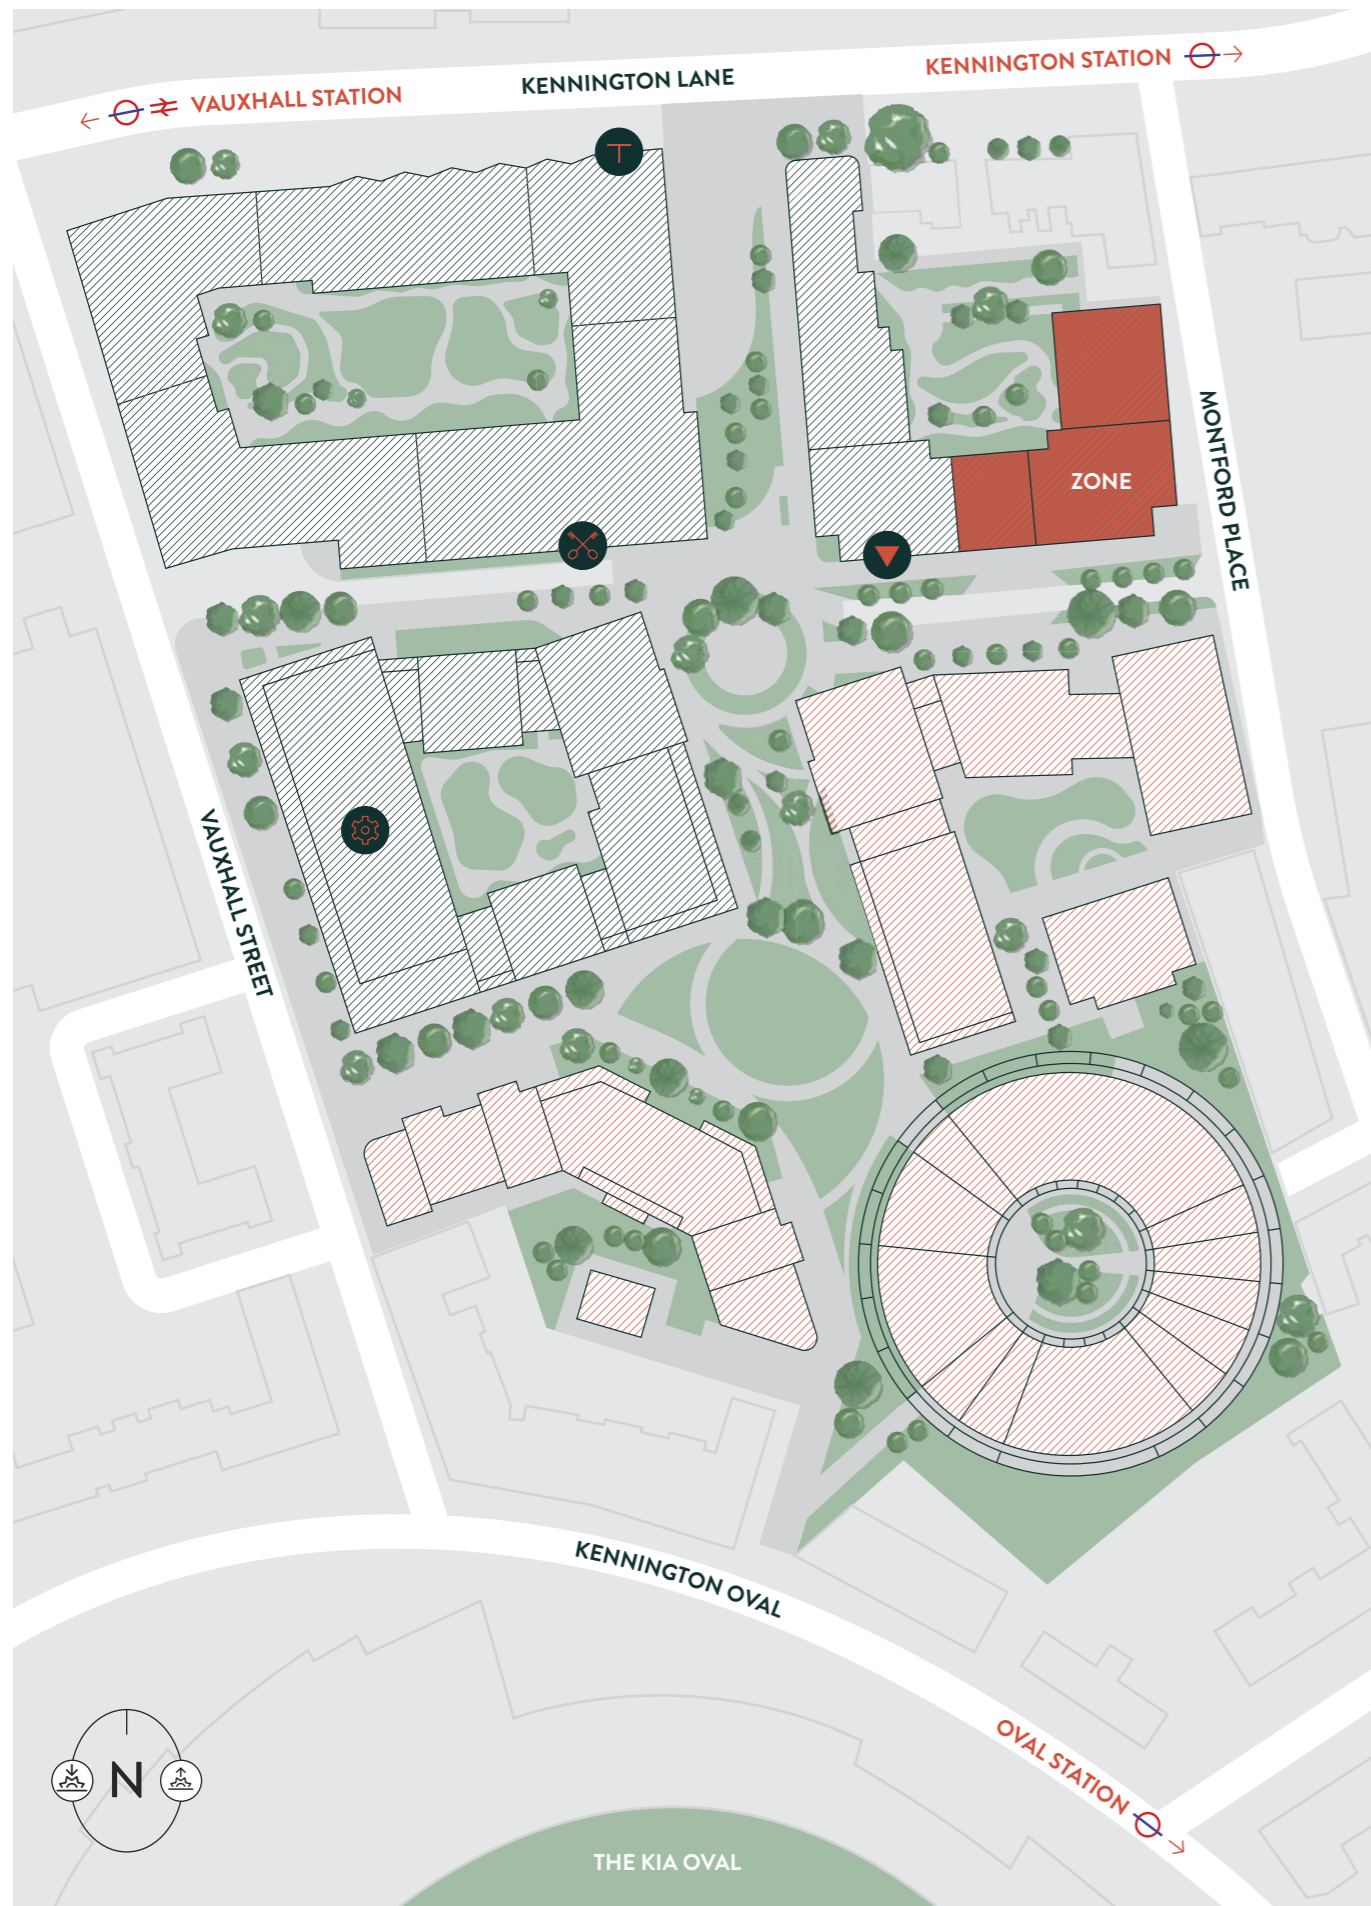 KENNINGTON STATION
KENNINGTON LANE
VAUXHALL STATION
MONTFORD PLACE
ZONE
VAUXHALL STREET
KENNINGTON OVAL
OVAL STATION
N
THE KIA OVAL